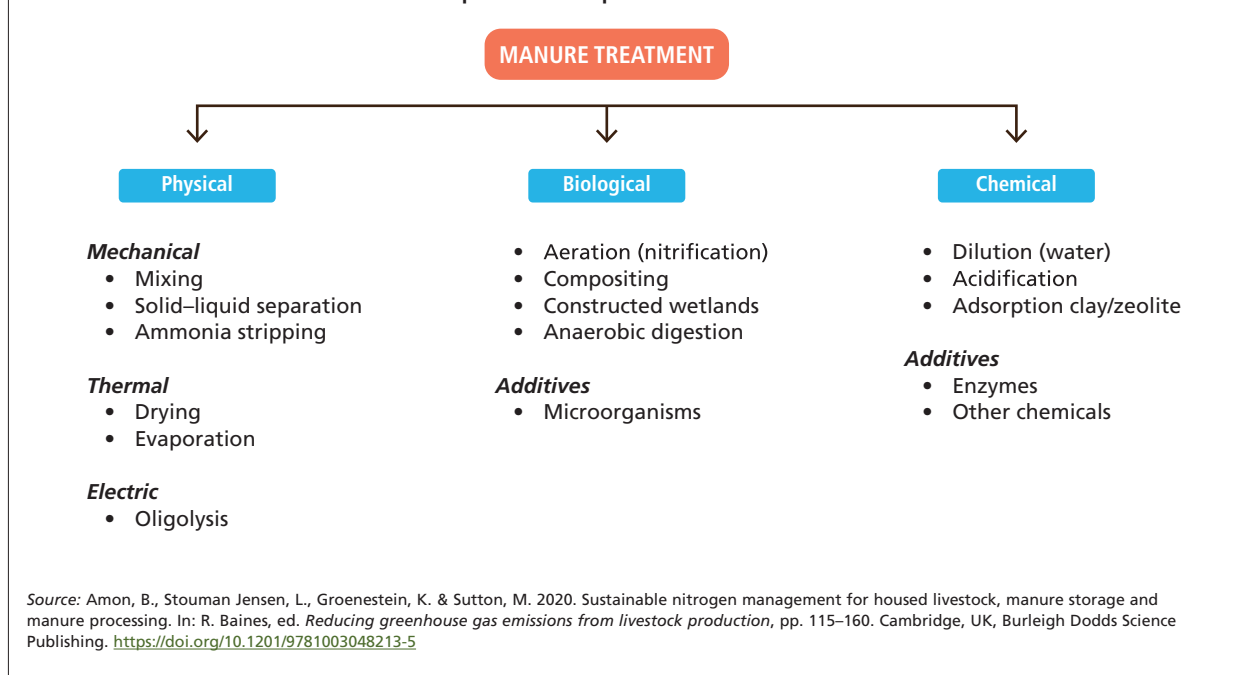 MANURE TREATMENT
Physical
Mechanical
• Mixing
• Solid–liquid separation
• Ammonia stripping
Thermal
• Drying
• Evaporation
Electric
• Oligolysis
Biological
• Aeration (nitrification)
• Compositing
• Constructed wetlands
• Anaerobic digestion
Additives
• Microorganisms
Chemical
• Dilution (water)
• Acidification
• Adsorption clay/zeolite
Additives
• Enzymes
• Other chemicals
Source: Amon, B., Stouman Jensen, L., Groenestein, K. & Sutton, M. 2020. Sustainable nitrogen management for housed livestock, manure storage and
manure processing. In: R. Baines, ed. Reducing greenhouse gas emissions from livestock production, pp. 115–160. Cambridge, UK, Burleigh Dodds Science
Publishing. https://doi.org/10.1201/9781003048213-5